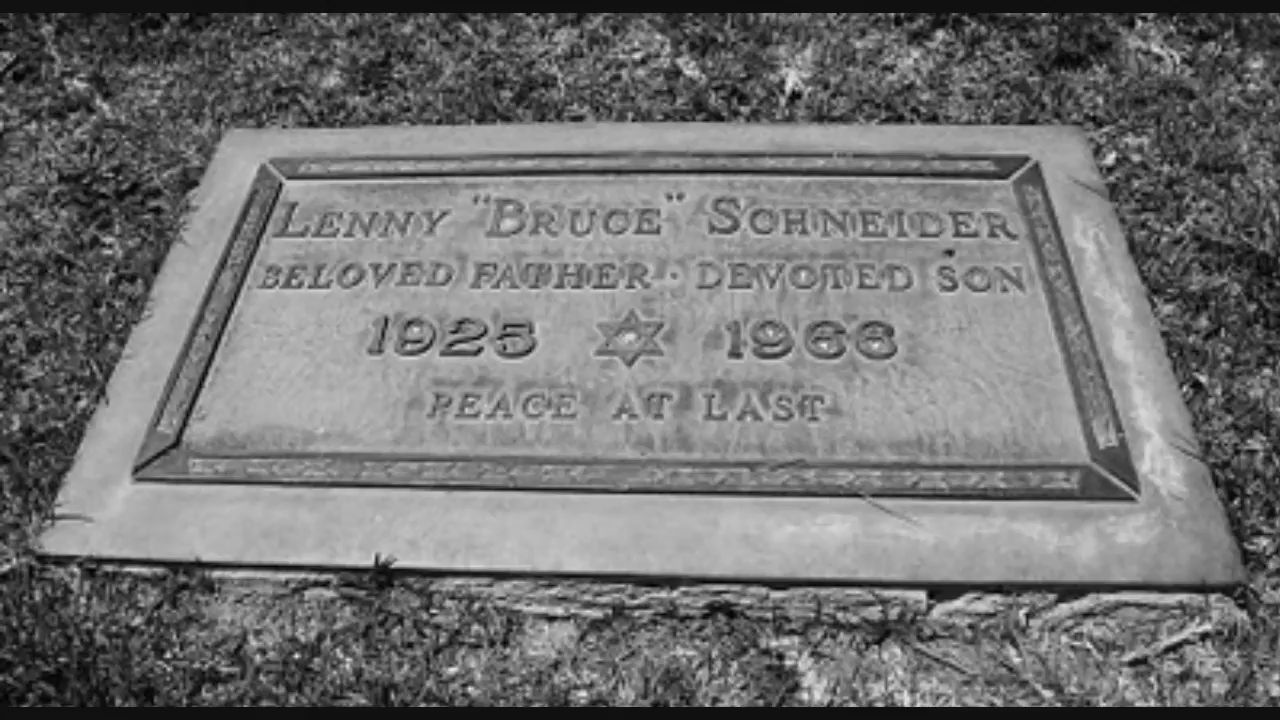 LENNY "BRUCE" SCHNEIDER
BELOVED FATHER · DEVOTED SON
1925 ✡ 1966
PEACE AT LAST